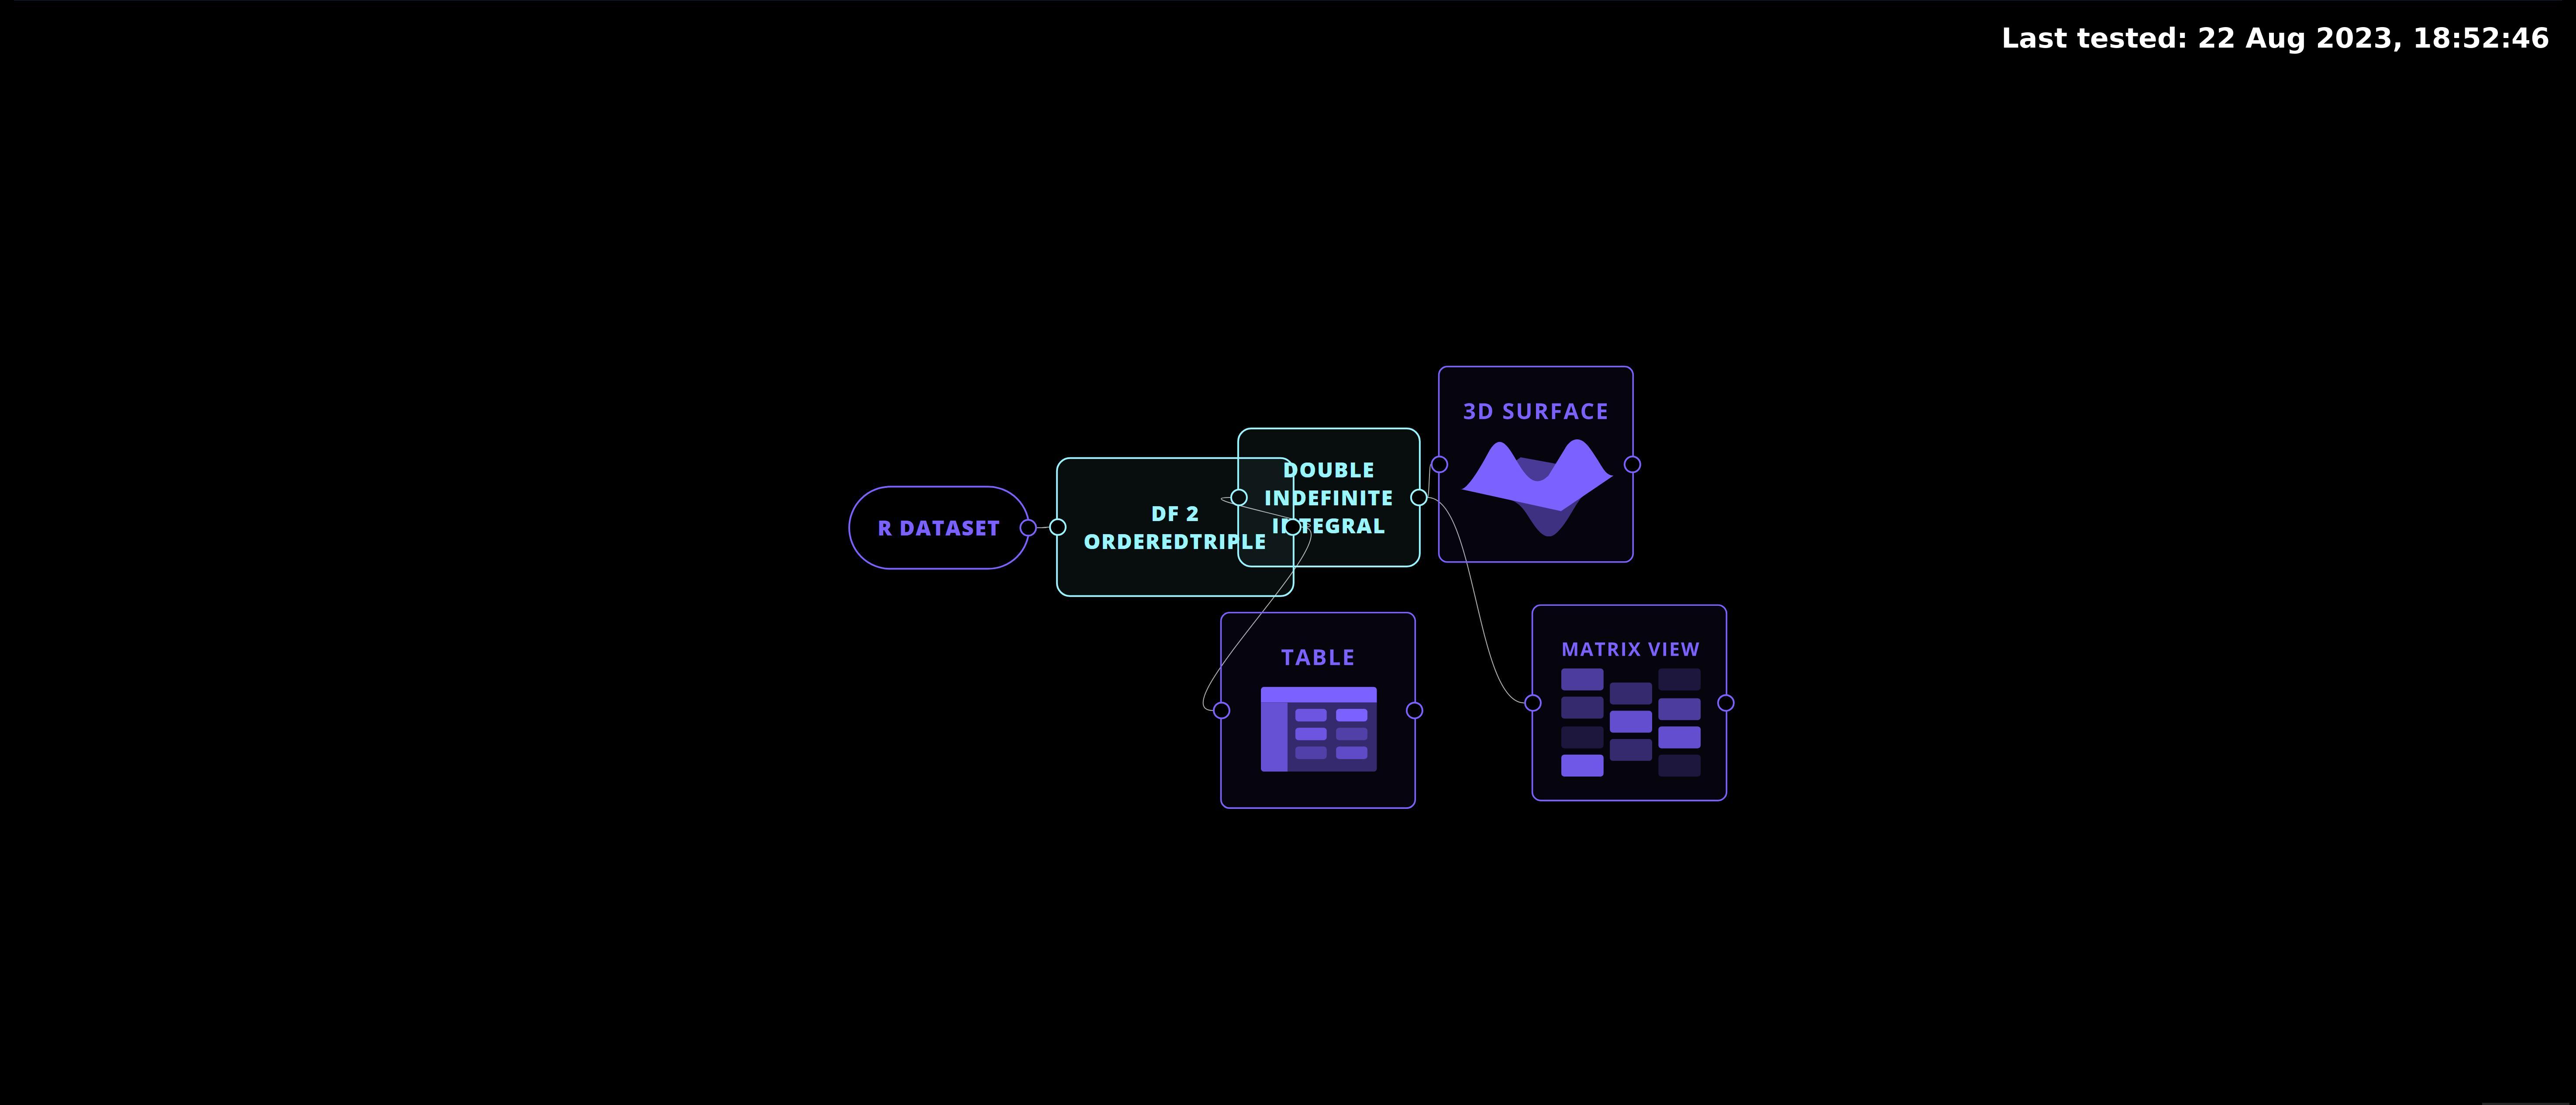 Last tested: 22 Aug 2023, 18:52:46
3D SURFACE
DOUBLE
INDEFINITE
INTEGRAL
DF 2
ORDEREDTRIPLE
R DATASET
TABLE
MATRIX VIEW